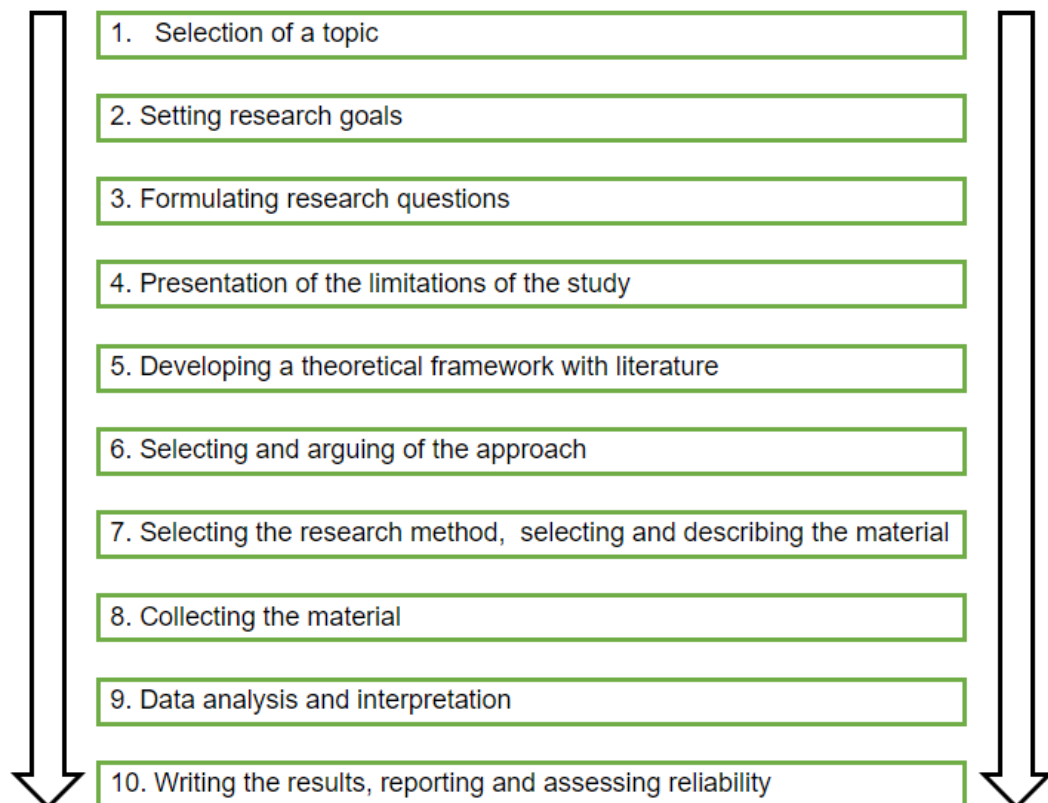 1. Selection of a topic
2. Setting research goals
3. Formulating research questions
4. Presentation of the limitations of the study
5. Developing a theoretical framework with literature
6. Selecting and arguing of the approach
7. Selecting the research method, selecting and describing the material
8. Collecting the material
9. Data analysis and interpretation
10. Writing the results, reporting and assessing reliability